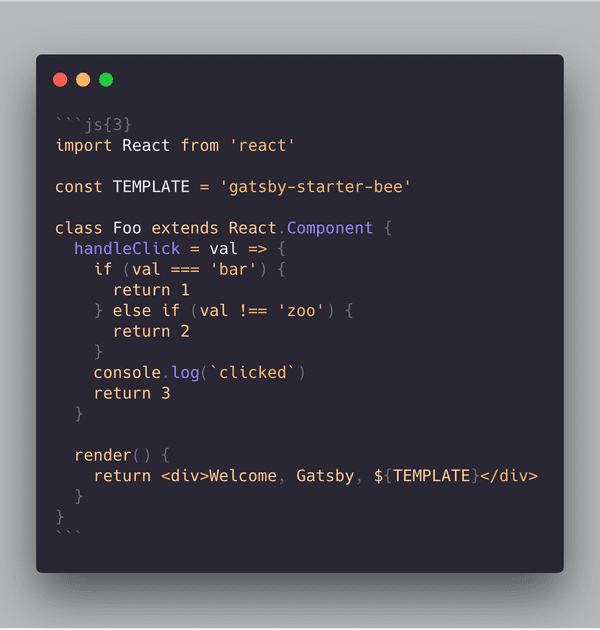 ```js{3}
import React from 'react'

const TEMPLATE = 'gatsby-starter-bee'

class Foo extends React.Component {
  handleClick = val => {
    if (val === 'bar') {
      return 1
    } else if (val !== 'zoo') {
      return 2
    }
    console.log(`clicked`)
    return 3
  }

  render() {
    return <div>Welcome, Gatsby, ${TEMPLATE}</div>
  }
}
```